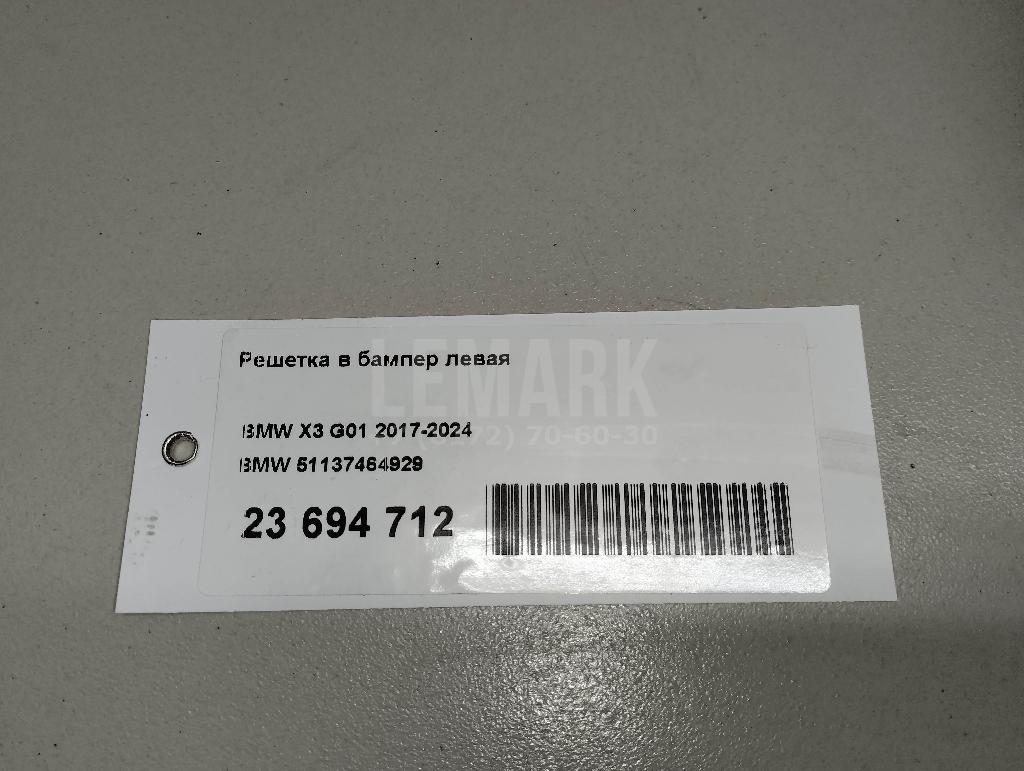 Решетка в бампер левая
LEMARK
BMW X3 G01 2017-2024
72) 70-60-30
BMW 51137464929
23 694 712